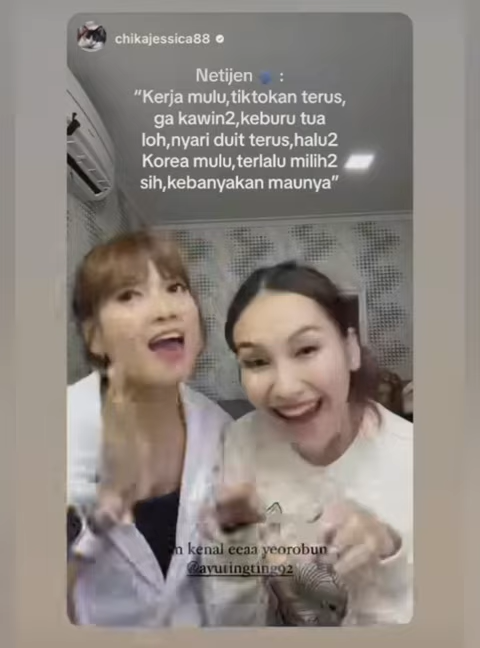 chikajessica88
Netijen :
“Kerja mulu,tiktokan terus,
ga kawin2,keburu tua
loh,nyari duit terus,halu2
Korea mulu,terlalu milih2
sih,kebanyakan maunya”
kenal eeaa yeorobun
@ayutingting92